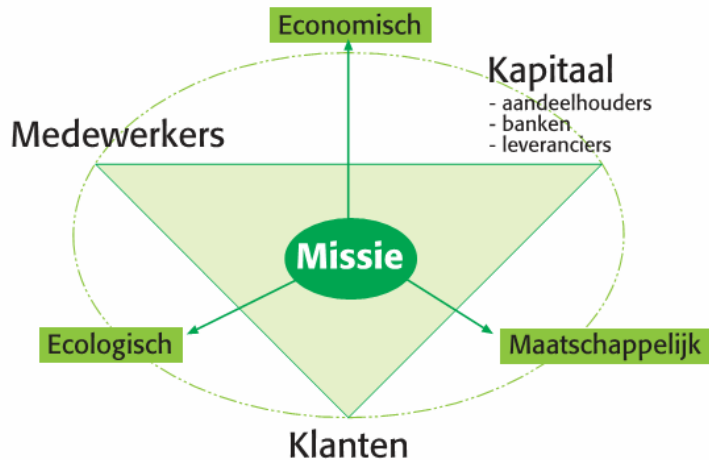 Economisch
Kapitaal
- aandeelhouders
- banken
- leveranciers
Medewerkers
Missie
Ecologisch
Maatschappelijk
Klanten